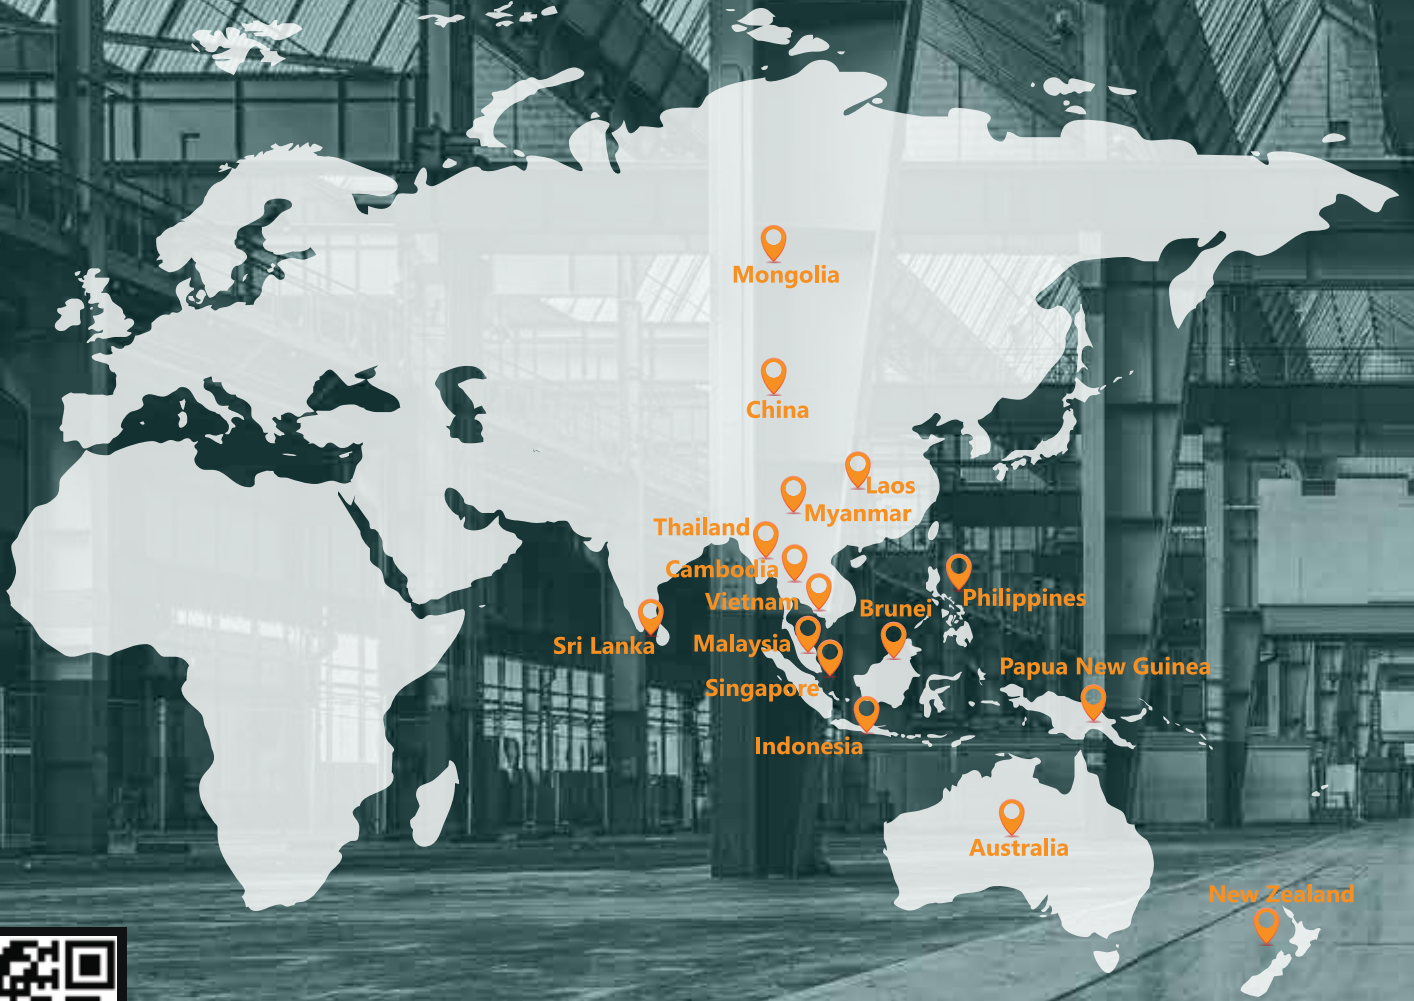 Mongolia
China
Laos
Myanmar
Thailand
Cambodia
Vietnam
Brunei
Philippines
Sri Lanka
Malaysia
Papua New Guinea
Singapore
Indonesia
Australia
New Zealand